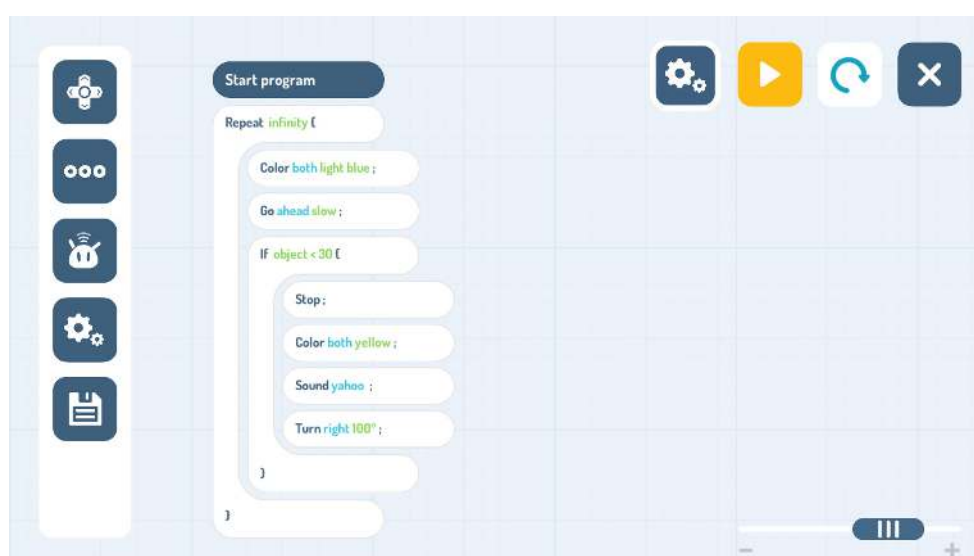 Start program
Repeat infinity {
Color both light blue ;
Go ahead slow ;
If object < 30 {
Stop ;
Color both yellow ;
Sound yahoo ;
Turn right 100° ;
}
}